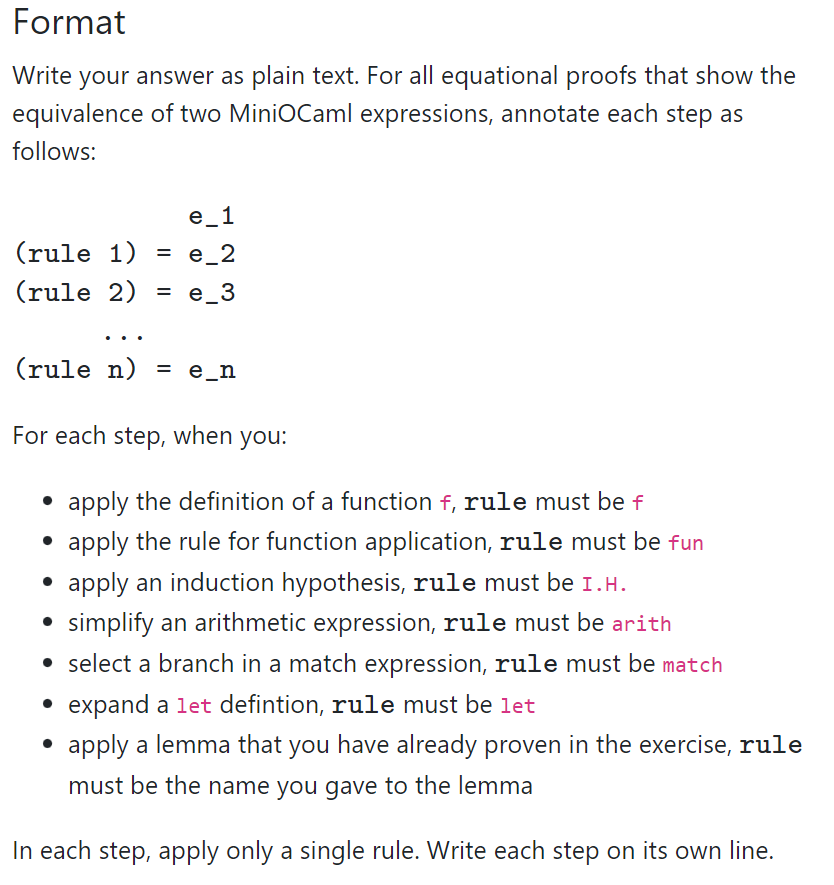 Format
Write your answer as plain text. For all equational proofs that show the
equivalence of two MiniOCaml expressions, annotate each step as
follows:
e_1
(rule 1) = e_2
(rule 2) = e_3
...
(rule n) = e_n
For each step, when you:
• apply the definition of a function f, rule must be f
• apply the rule for function application, rule must be fun
• apply an induction hypothesis, rule must be I.H.
• simplify an arithmetic expression, rule must be arith
• select a branch in a match expression, rule must be match
• expand a let defintion, rule must be let
• apply a lemma that you have already proven in the exercise, rule
must be the name you gave to the lemma
In each step, apply only a single rule. Write each step on its own line.